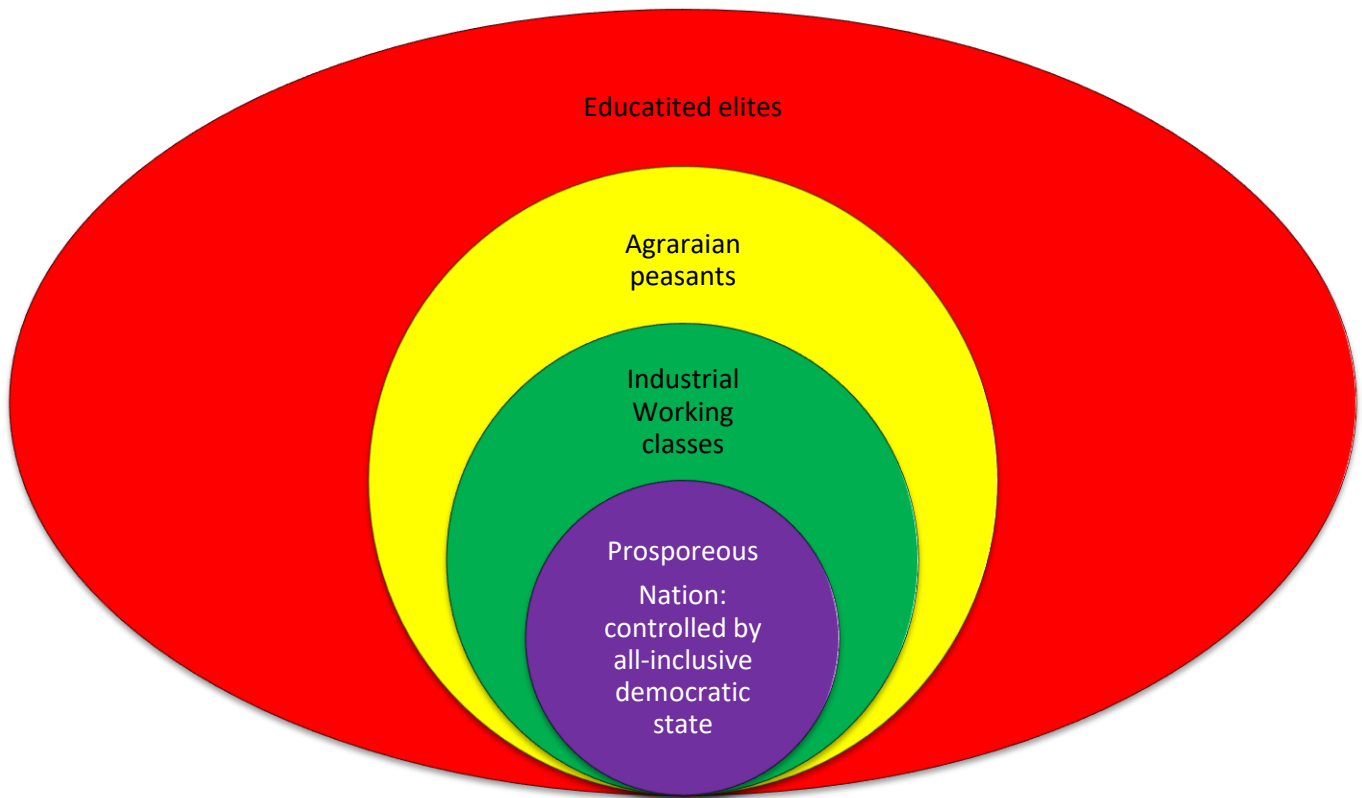 Educatited elites
Agraraian
peasants
Industrial
Working
classes
Prosporeous
Nation:
controlled by
all-inclusive
democratic
state